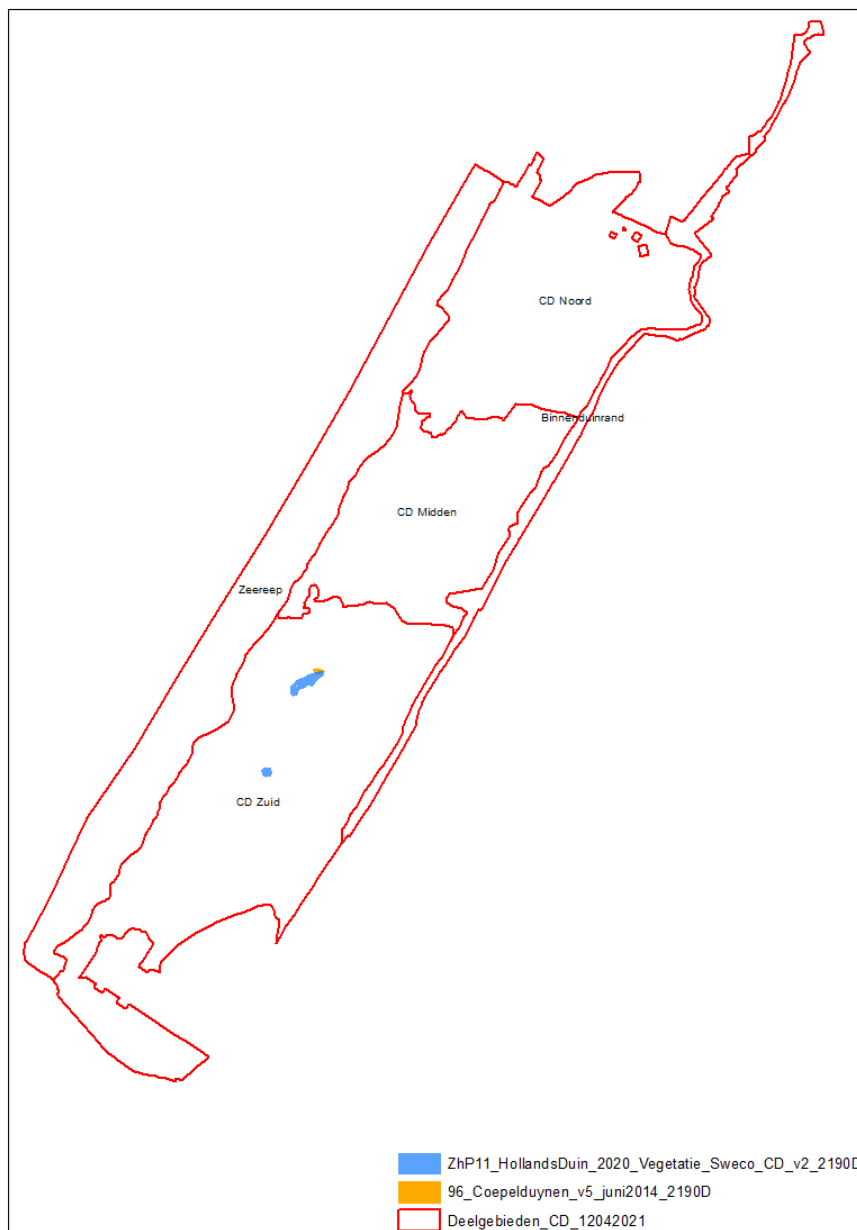 CD Noord
Binnenduinrand
CD Midden
Zeereep
CD Zuid
ZhP11_HollandsDuin_2020_Vegetatie_Sweco_CD_v2_2190D
96_Coepelduynen_v5_juni2014_2190D
Deelgebieden_CD_12042021